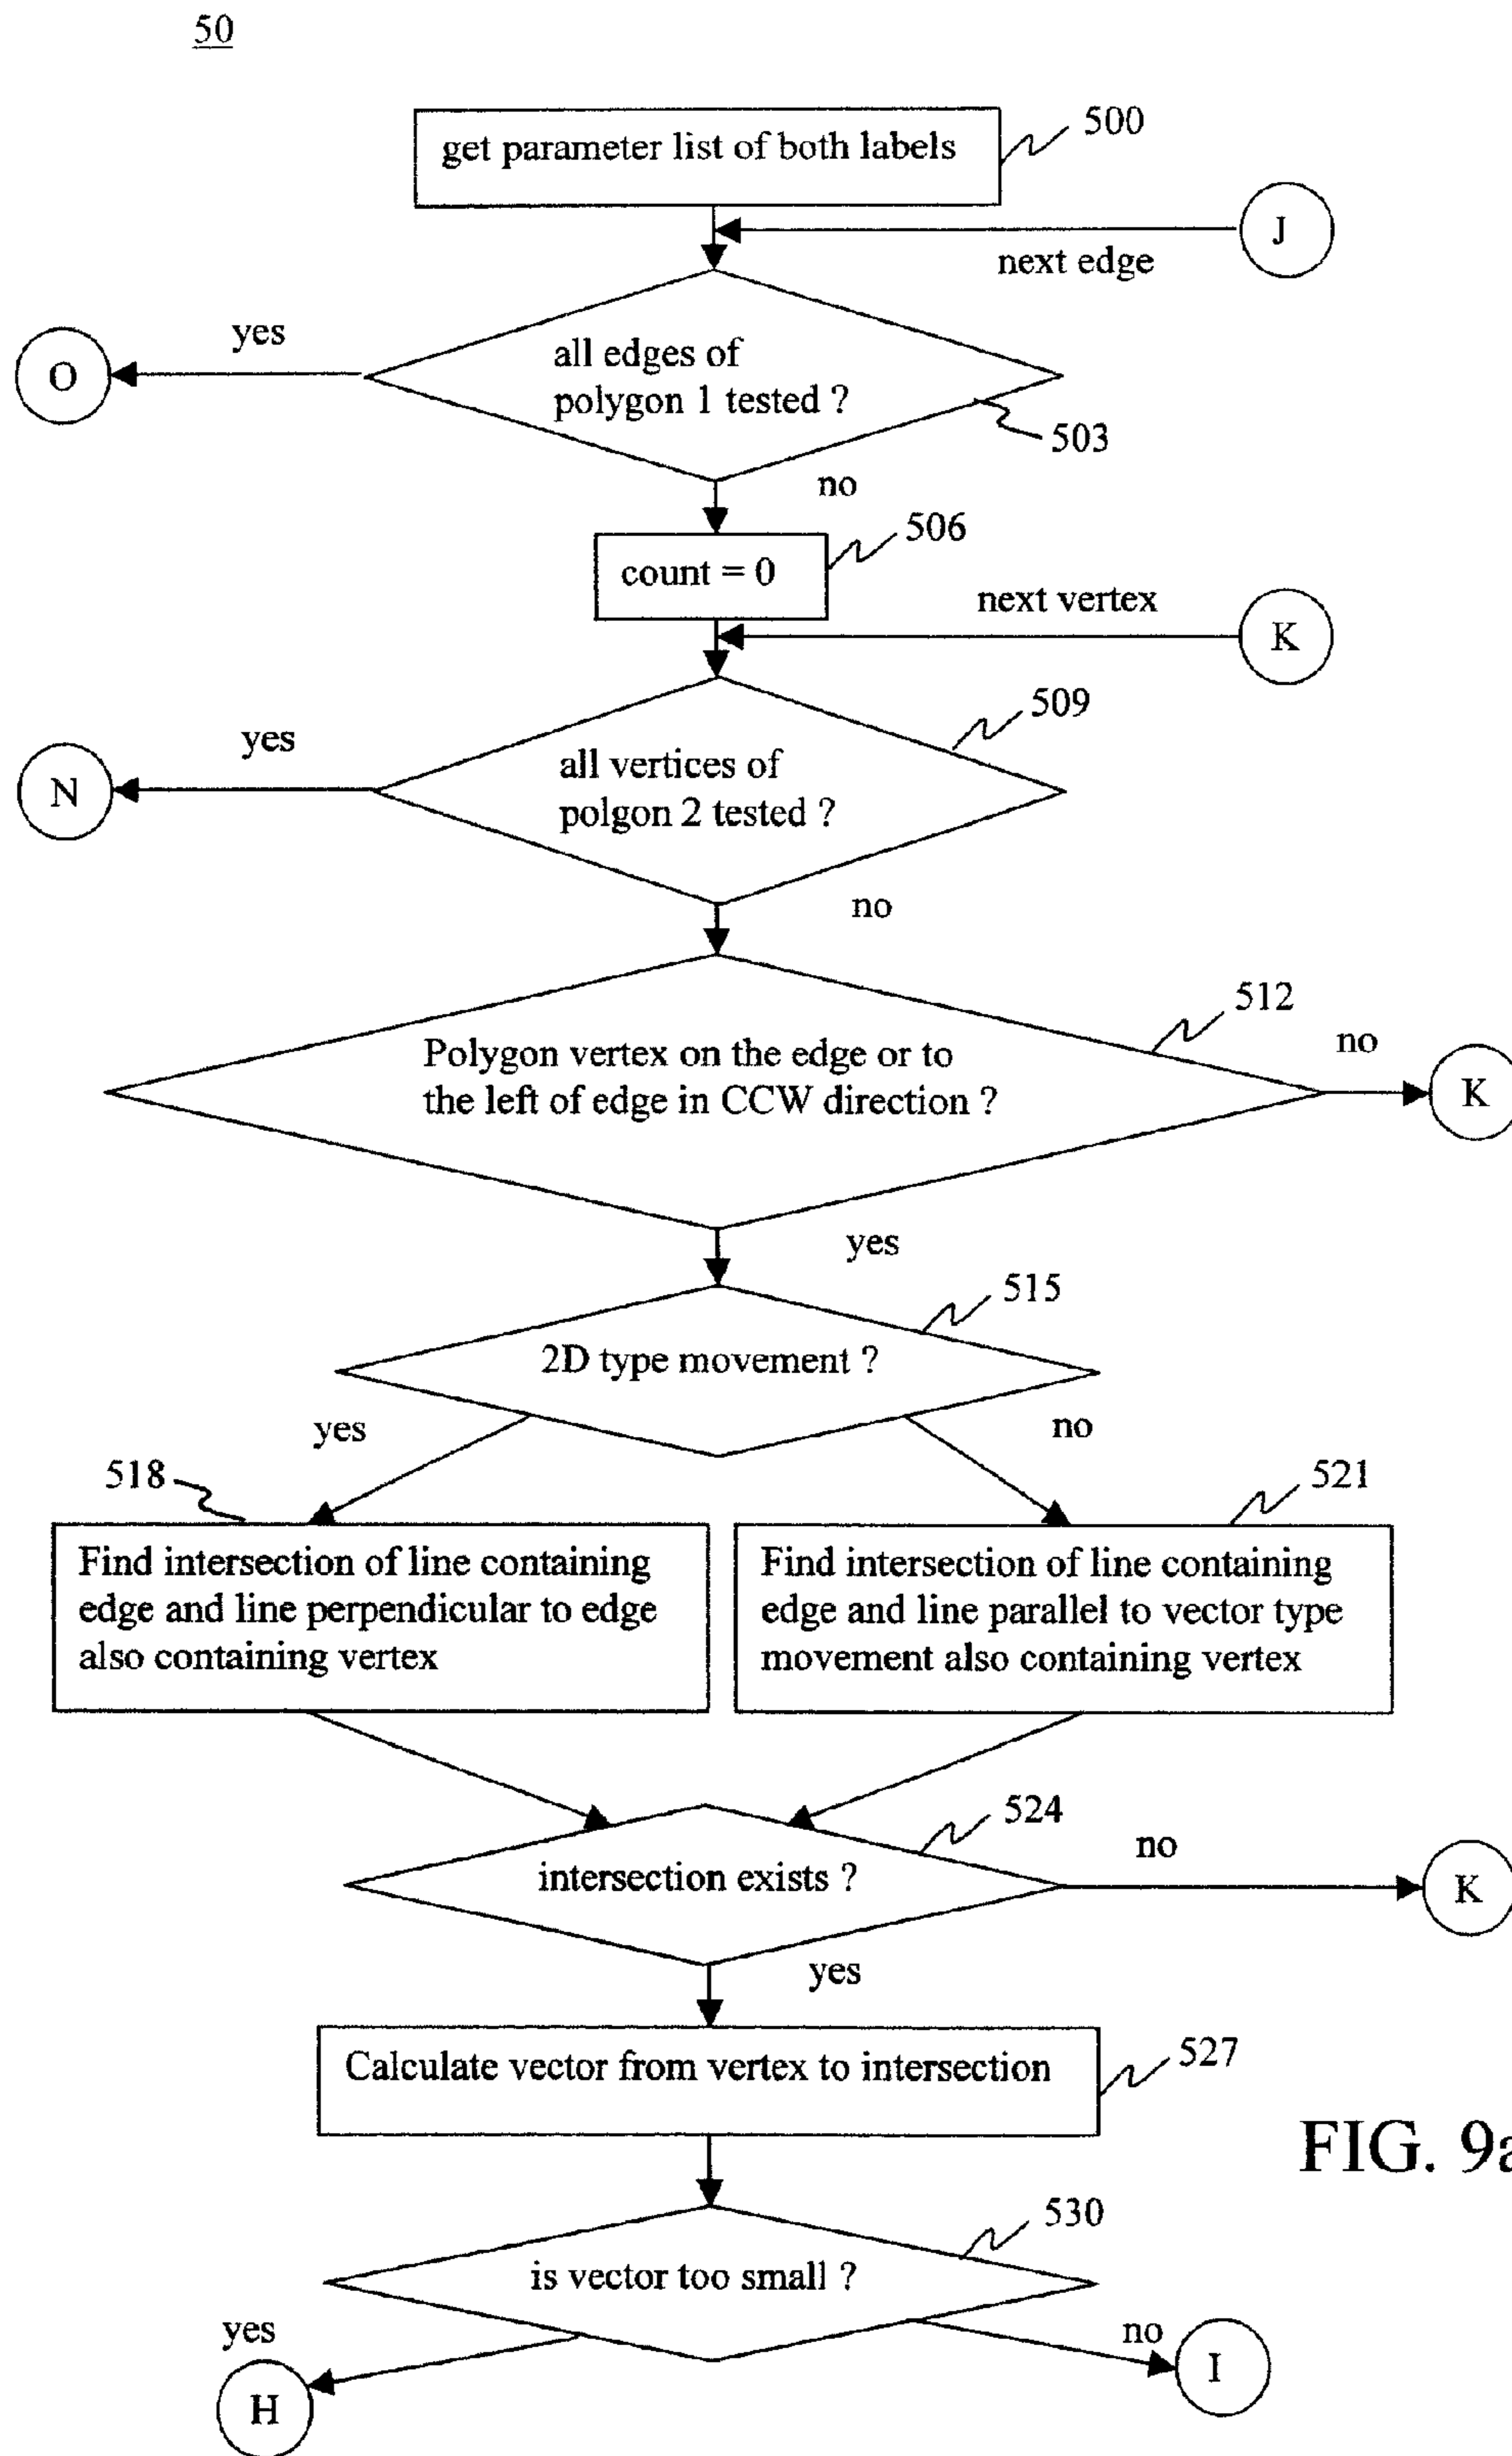 50
get parameter list of both labels
500
J
next edge
yes
O
all edges of
polygon 1 tested ?
503
no
506
count = 0
next vertex
K
509
yes
N
all vertices of
polgon 2 tested ?
no
512
no
Polygon vertex on the edge or to
the left of edge in CCW direction ?
K
yes
515
2D type movement ?
yes
no
518
521
Find intersection of line containing
edge and line perpendicular to edge
also containing vertex
Find intersection of line containing
edge and line parallel to vector type
movement also containing vertex
524
no
intersection exists ?
K
yes
Calculate vector from vertex to intersection
527
FIG. 9a
530
is vector too small ?
yes
no
I
H